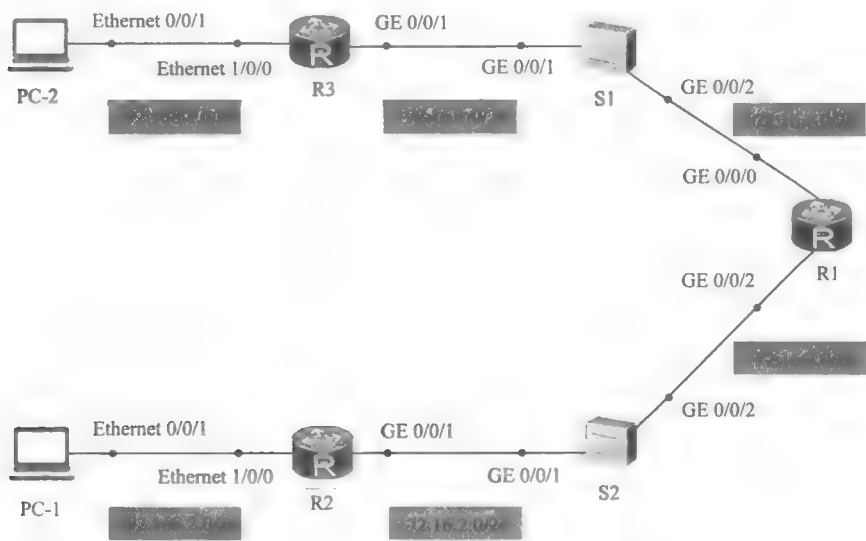 Ethernet 0/0/1
GE 0/0/1
Ethernet 1/0/0
GE 0/0/1
PC-2
R3
S1
GE 0/0/2
GE 0/0/0
R
R
R1
GE 0/0/2
GE 0/0/2
Ethernet 0/0/1
GE 0/0/1
Ethernet 1/0/0
R
GE 0/0/1
PC-1
R2
S2